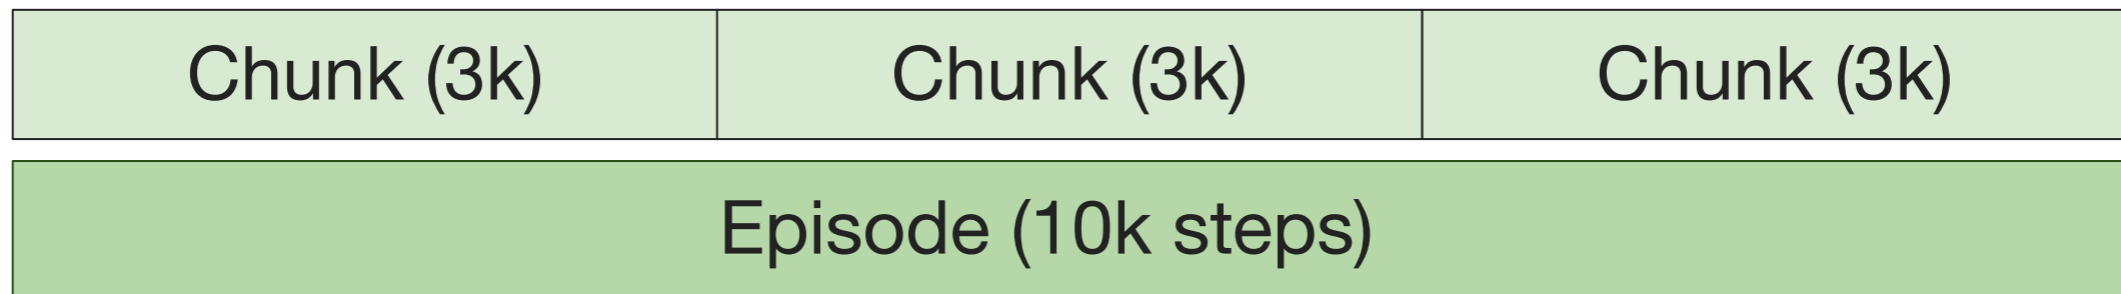 Chunk (3k) Chunk (3k) Chunk (3k)
Episode (10k steps)